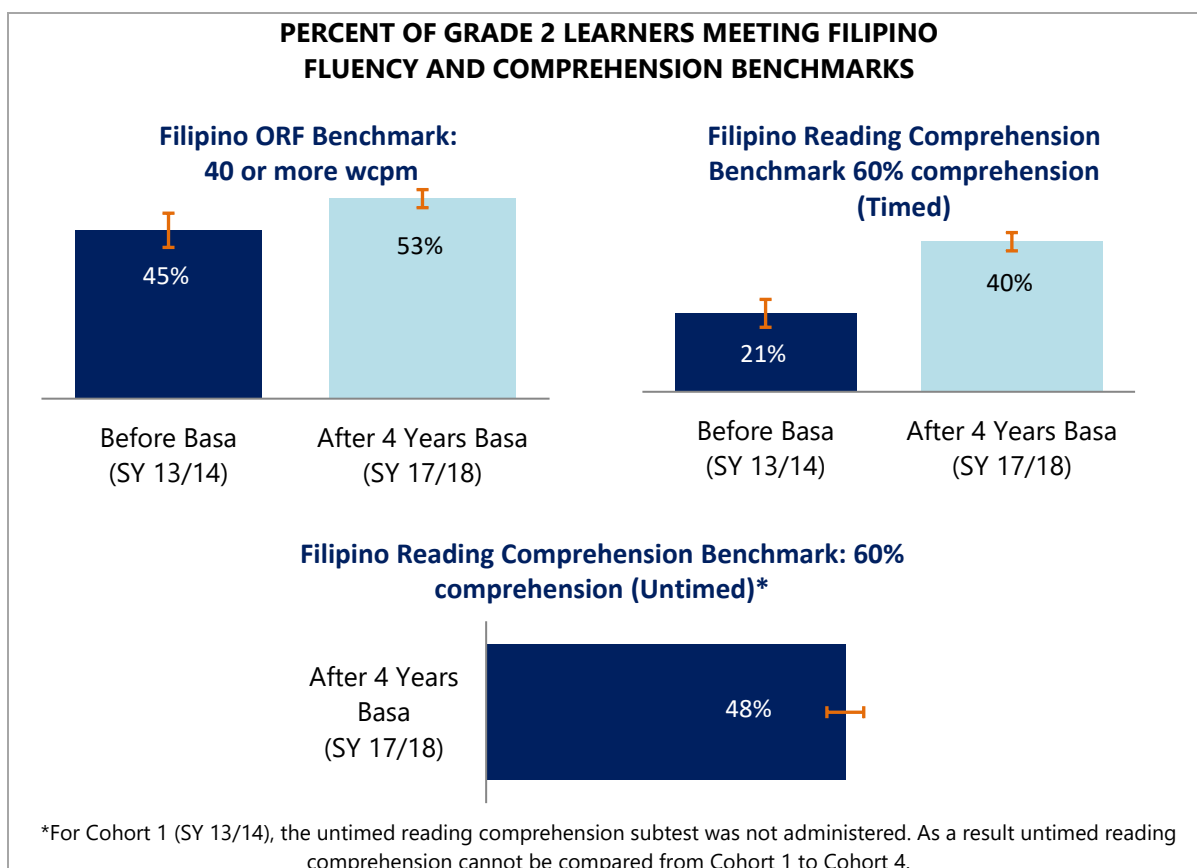 PERCENT OF GRADE 2 LEARNERS MEETING FILIPINO
FLUENCY AND COMPREHENSION BENCHMARKS
Filipino ORF Benchmark:
40 or more wcpm
45%
53%
Before Basa
(SY 13/14)
After 4 Years Basa
(SY 17/18)
Filipino Reading Comprehension
Benchmark 60% comprehension
(Timed)
21%
40%
Before Basa
(SY 13/14)
After 4 Years Basa
(SY 17/18)
Filipino Reading Comprehension Benchmark: 60%
comprehension (Untimed)*
After 4 Years
Basa
(SY 17/18)
48%
*For Cohort 1 (SY 13/14), the untimed reading comprehension subtest was not administered. As a result untimed reading
comprehension cannot be compared from Cohort 1 to Cohort 4.